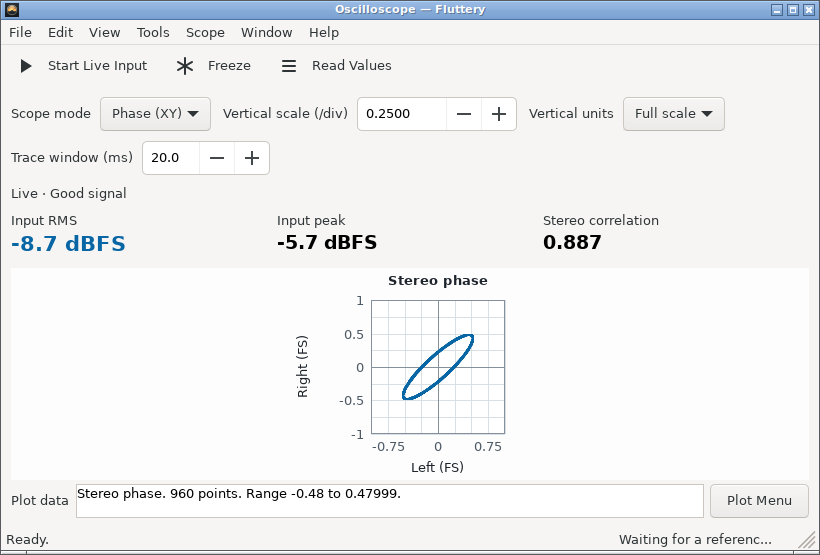 Oscilloscope — Fluttery
File Edit View Tools Scope Window Help
Start Live Input Freeze Read Values
Scope mode Phase (XY) Vertical scale (/div) 0.2500 Vertical units Full scale
Trace window (ms) 20.0
Live · Good signal
Input RMS Input peak Stereo correlation
-8.7 dBFS -5.7 dBFS 0.887
Stereo phase
1
0.5
0
-0.5
-1
Right (FS)
-0.75 0 0.75
Left (FS)
Plot data Stereo phase. 960 points. Range -0.48 to 0.47999. Plot Menu
Ready. Waiting for a referenc...